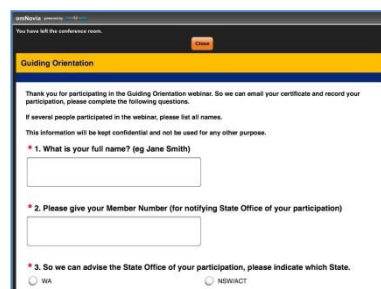 omNovia
You have left the conference room.
Close
Guiding Orientation
Thank you for participating in the Guiding Orientation webinar. So we can email your certificate and record your
participation, please complete the following questions.
If several people participated in the webinar, please list all names.
This information will be kept confidential and not be used for any other purpose.
* 1. What is your full name? (eg Jane Smith)
* 2. Please give your Member Number (for notifying State Office of your participation)
* 3. So we can advise the State Office of your participation, please indicate which State.
WA NSW/ACT